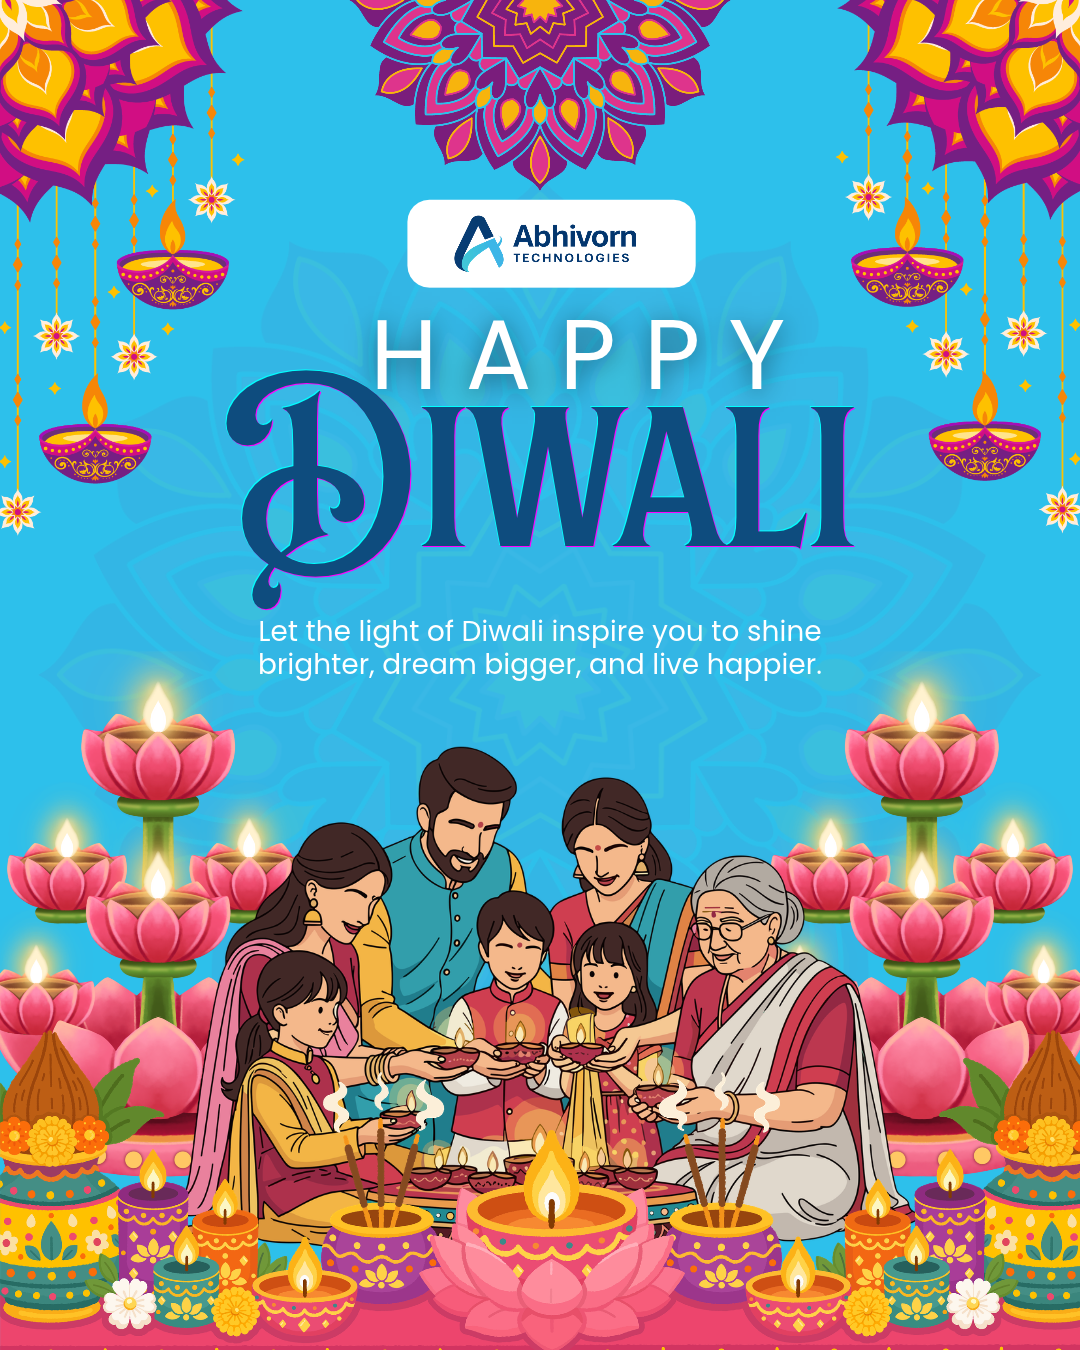 Abhivorn
TECHNOLOGIES
HAPPY
DIWALI
Let the light of Diwali inspire you to shine
brighter, dream bigger, and live happier.